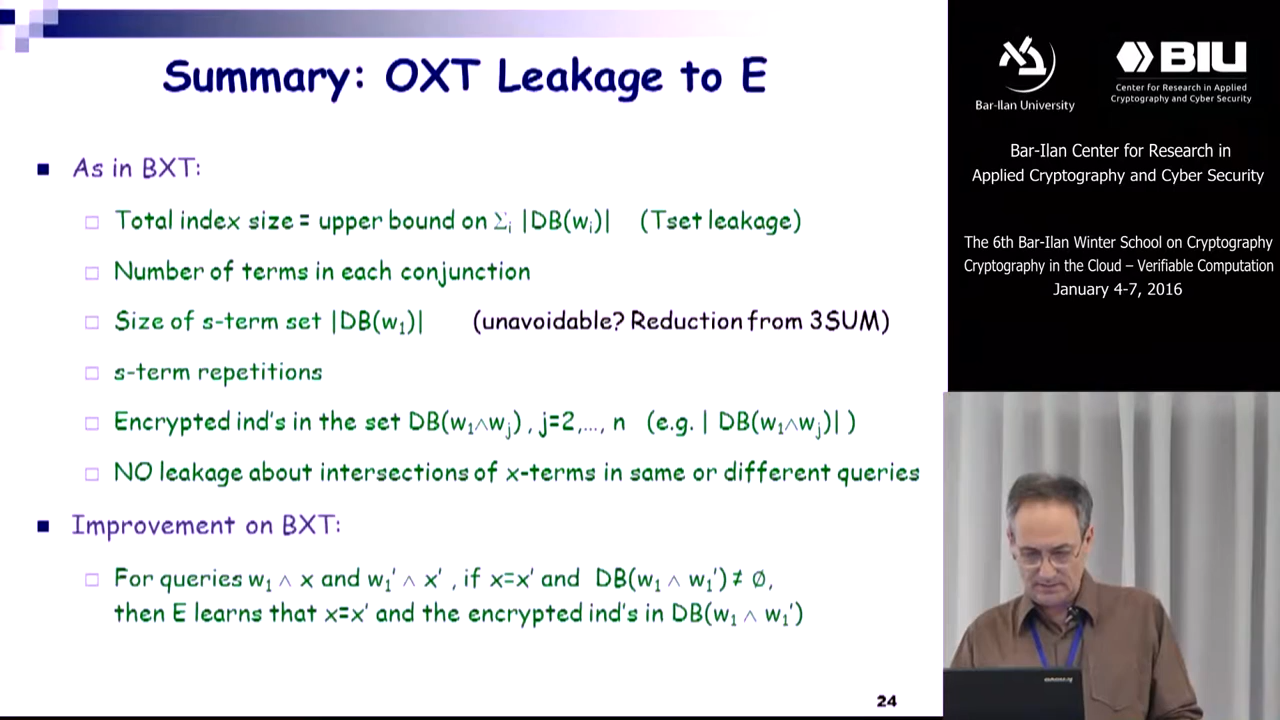 Summary: OXT Leakage to E
As in BXT:
Total index size = upper bound on Σᵢ |DB(wᵢ)| (Tset leakage)
Number of terms in each conjunction
Size of s-term set |DB(w₁)| (unavoidable? Reduction from 3SUM)
s-term repetitions
Encrypted ind's in the set DB(w₁∧wⱼ), j=2,..., n (e.g. | DB(w₁∧wⱼ)| )
NO leakage about intersections of x-terms in same or different queries
Improvement on BXT:
For queries w₁ ∧ x and w₁' ∧ x' , if x=x' and DB(w₁ ∧ w₁') ≠ ∅,
then E learns that x=x' and the encrypted ind's in DB(w₁ ∧ w₁')
24
Bar-Ilan University
BIU
Center for Research in Applied
Cryptography and Cyber Security
Bar-Ilan Center for Research in
Applied Cryptography and Cyber Security
The 6th Bar-Ilan Winter School on Cryptography
Cryptography in the Cloud – Verifiable Computation
January 4-7, 2016